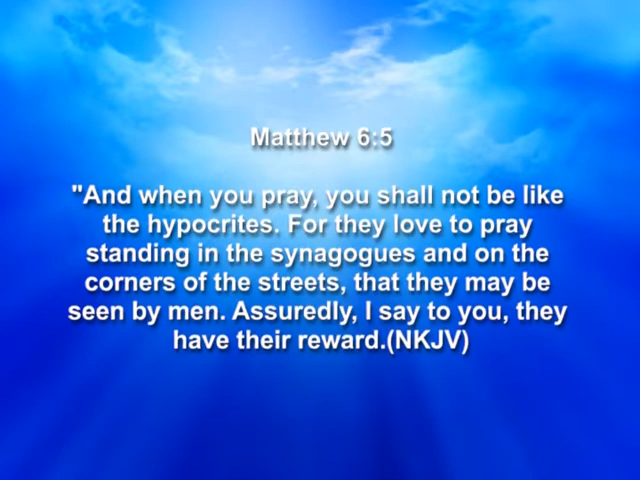 Matthew 6:5
"And when you pray, you shall not be like
the hypocrites. For they love to pray
standing in the synagogues and on the
corners of the streets, that they may be
seen by men. Assuredly, I say to you, they
have their reward.(NKJV)